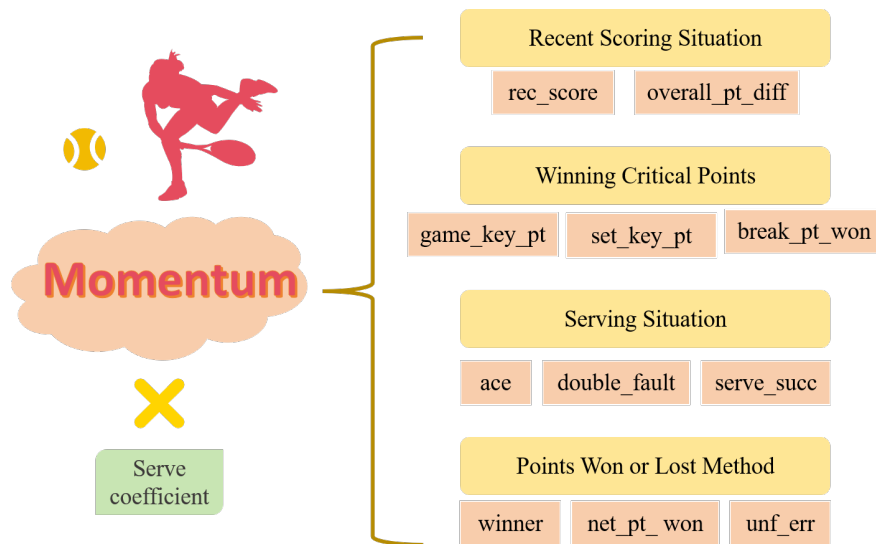 Recent Scoring Situation
rec_score
overall_pt_diff
Winning Critical Points
game_key_pt
set_key_pt
break_pt_won
Momentum
Serving Situation
ace
double_fault
serve_succ
Serve
coefficient
Points Won or Lost Method
winner
net_pt_ won
unf_err